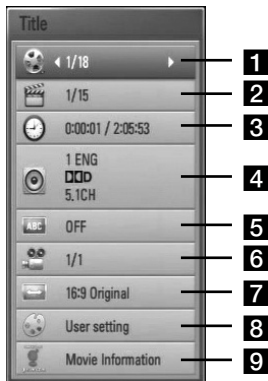 Title
1/18
1
1/15
2
0:00:01 / 2:05:53
3
1 ENG
DD D
5.1CH
4
ABC
OFF
5
1/1
6
16:9 Original
7
User setting
8
Movie Information
9